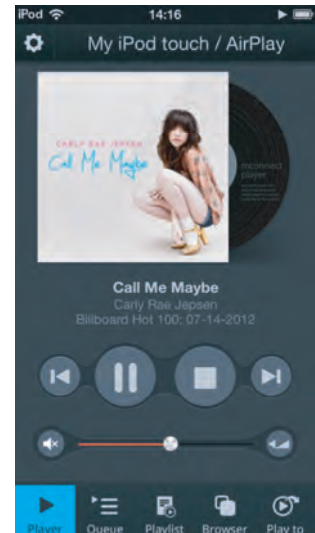 iPod 14:16
My iPod touch / AirPlay
CARLY RAE JEPSEN
Call Me Maybe
mconnect
player
Call Me Maybe
Carly Rae Jepsen
Billboard Hot 100: 07-14-2012
Player Queue Playlist Browser Play to